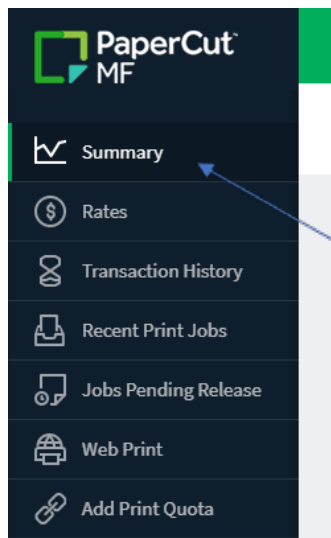 PaperCut
MF
Summary
Rates
Transaction History
Recent Print Jobs
Jobs Pending Release
Web Print
Add Print Quota